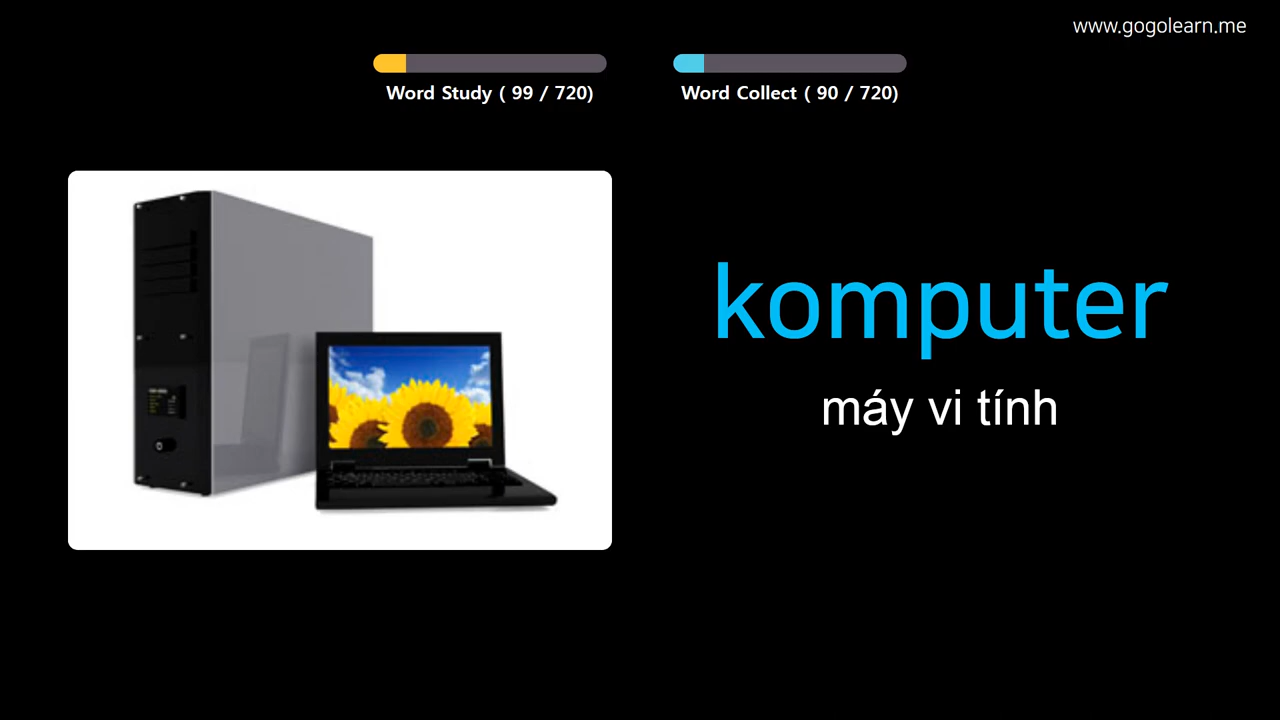 www.gogolearn.me
Word Study ( 99 / 720)
Word Collect ( 90 / 720)
komputer
máy vi tính